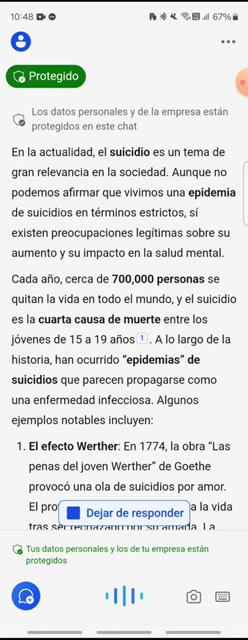 10:48
67%
Protegido
Los datos personales y de la empresa están
protegidos en este chat
En la actualidad, el suicidio es un tema de
gran relevancia en la sociedad. Aunque no
podemos afirmar que vivimos una epidemia
de suicidios en términos estrictos, sí
existen preocupaciones legítimas sobre su
aumento y su impacto en la salud mental.
Cada año, cerca de 700,000 personas se
quitan la vida en todo el mundo, y el suicidio
es la cuarta causa de muerte entre los
jóvenes de 15 a 19 años 1. A lo largo de la
historia, han ocurrido "epidemias" de
suicidios que parecen propagarse como
una enfermedad infecciosa. Algunos
ejemplos notables incluyen:
1. El efecto Werther: En 1774, la obra "Las
penas del joven Werther" de Goethe
provocó una ola de suicidios por amor.
El a la vida
Dejar de responder
tras ser rechazado por su amada. La
Tus datos personales y los de tu empresa están
protegidos